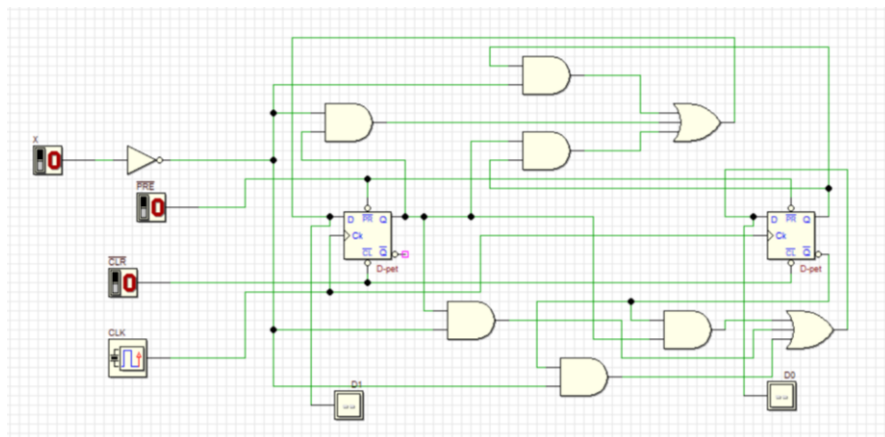 X
0
PRE
0
CLR
0
CLK
D PR Q
Ck
CL Q
D-pet
D PR Q
Ck
CL Q
D-pet
D1
D0